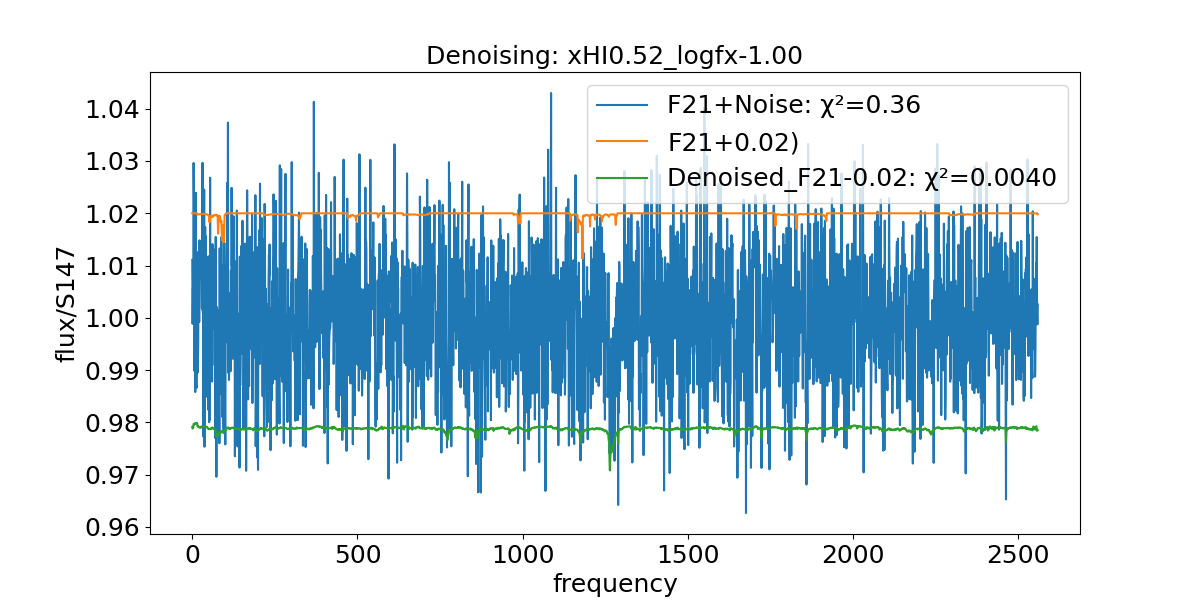 Denoising: xHI0.52_logfx-1.00
F21+Noise: χ²=0.36
F21+0.02)
Denoised_F21-0.02: χ²=0.0040
flux/S147
1.04
1.03
1.02
1.01
1.00
0.99
0.98
0.97
0.96
0 500 1000 1500 2000 2500
frequency